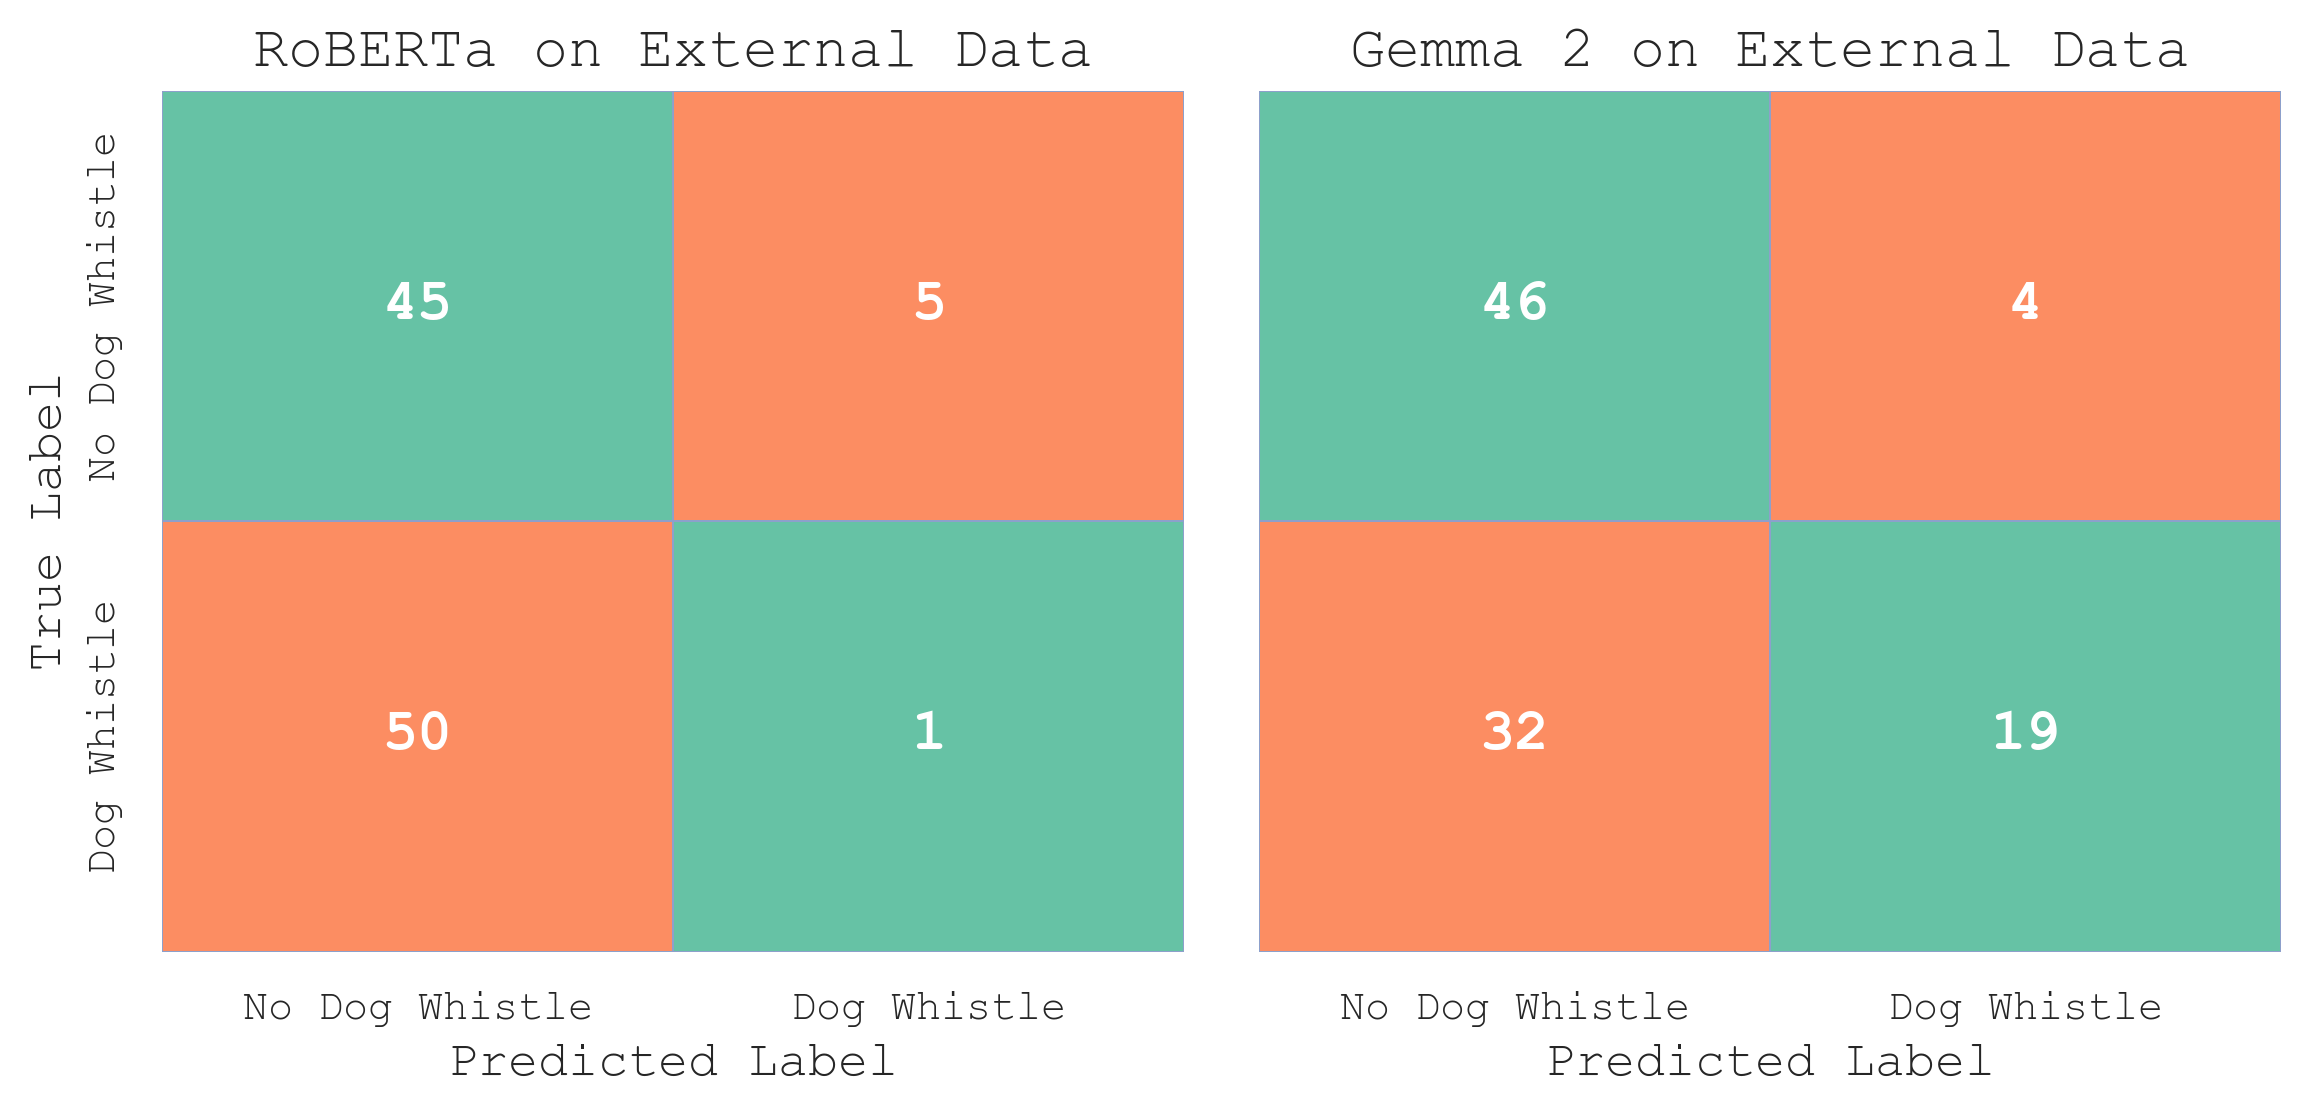 RoBERTa on External Data
True Label
No Dog Whistle
Dog Whistle
45 5
50 1
No Dog Whistle Dog Whistle
Predicted Label
Gemma 2 on External Data
46 4
32 19
No Dog Whistle Dog Whistle
Predicted Label